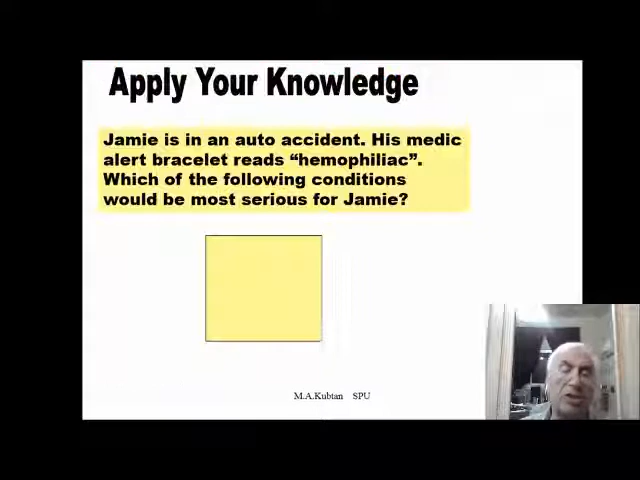 Apply Your Knowledge
Jamie is in an auto accident. His medic
alert bracelet reads “hemophiliac”.
Which of the following conditions
would be most serious for Jamie?
M.A.Kubtan SPU